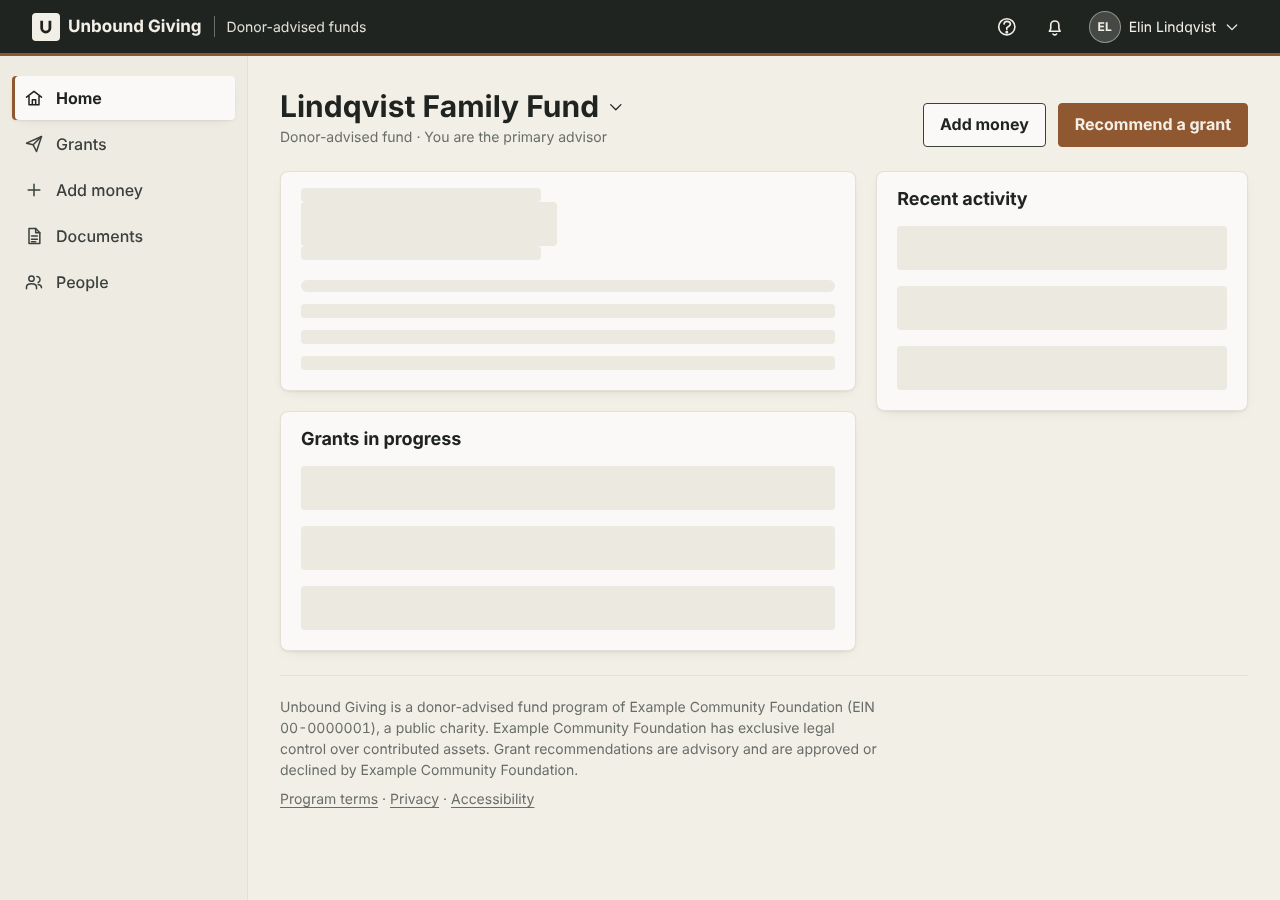 U Unbound Giving Donor-advised funds EL Elin Lindqvist
Home
Grants
Add money
Documents
People
Lindqvist Family Fund
Donor-advised fund · You are the primary advisor
Add money Recommend a grant
Recent activity
Grants in progress
Unbound Giving is a donor-advised fund program of Example Community Foundation (EIN
00-0000001), a public charity. Example Community Foundation has exclusive legal
control over contributed assets. Grant recommendations are advisory and are approved or
declined by Example Community Foundation.
Program terms · Privacy · Accessibility